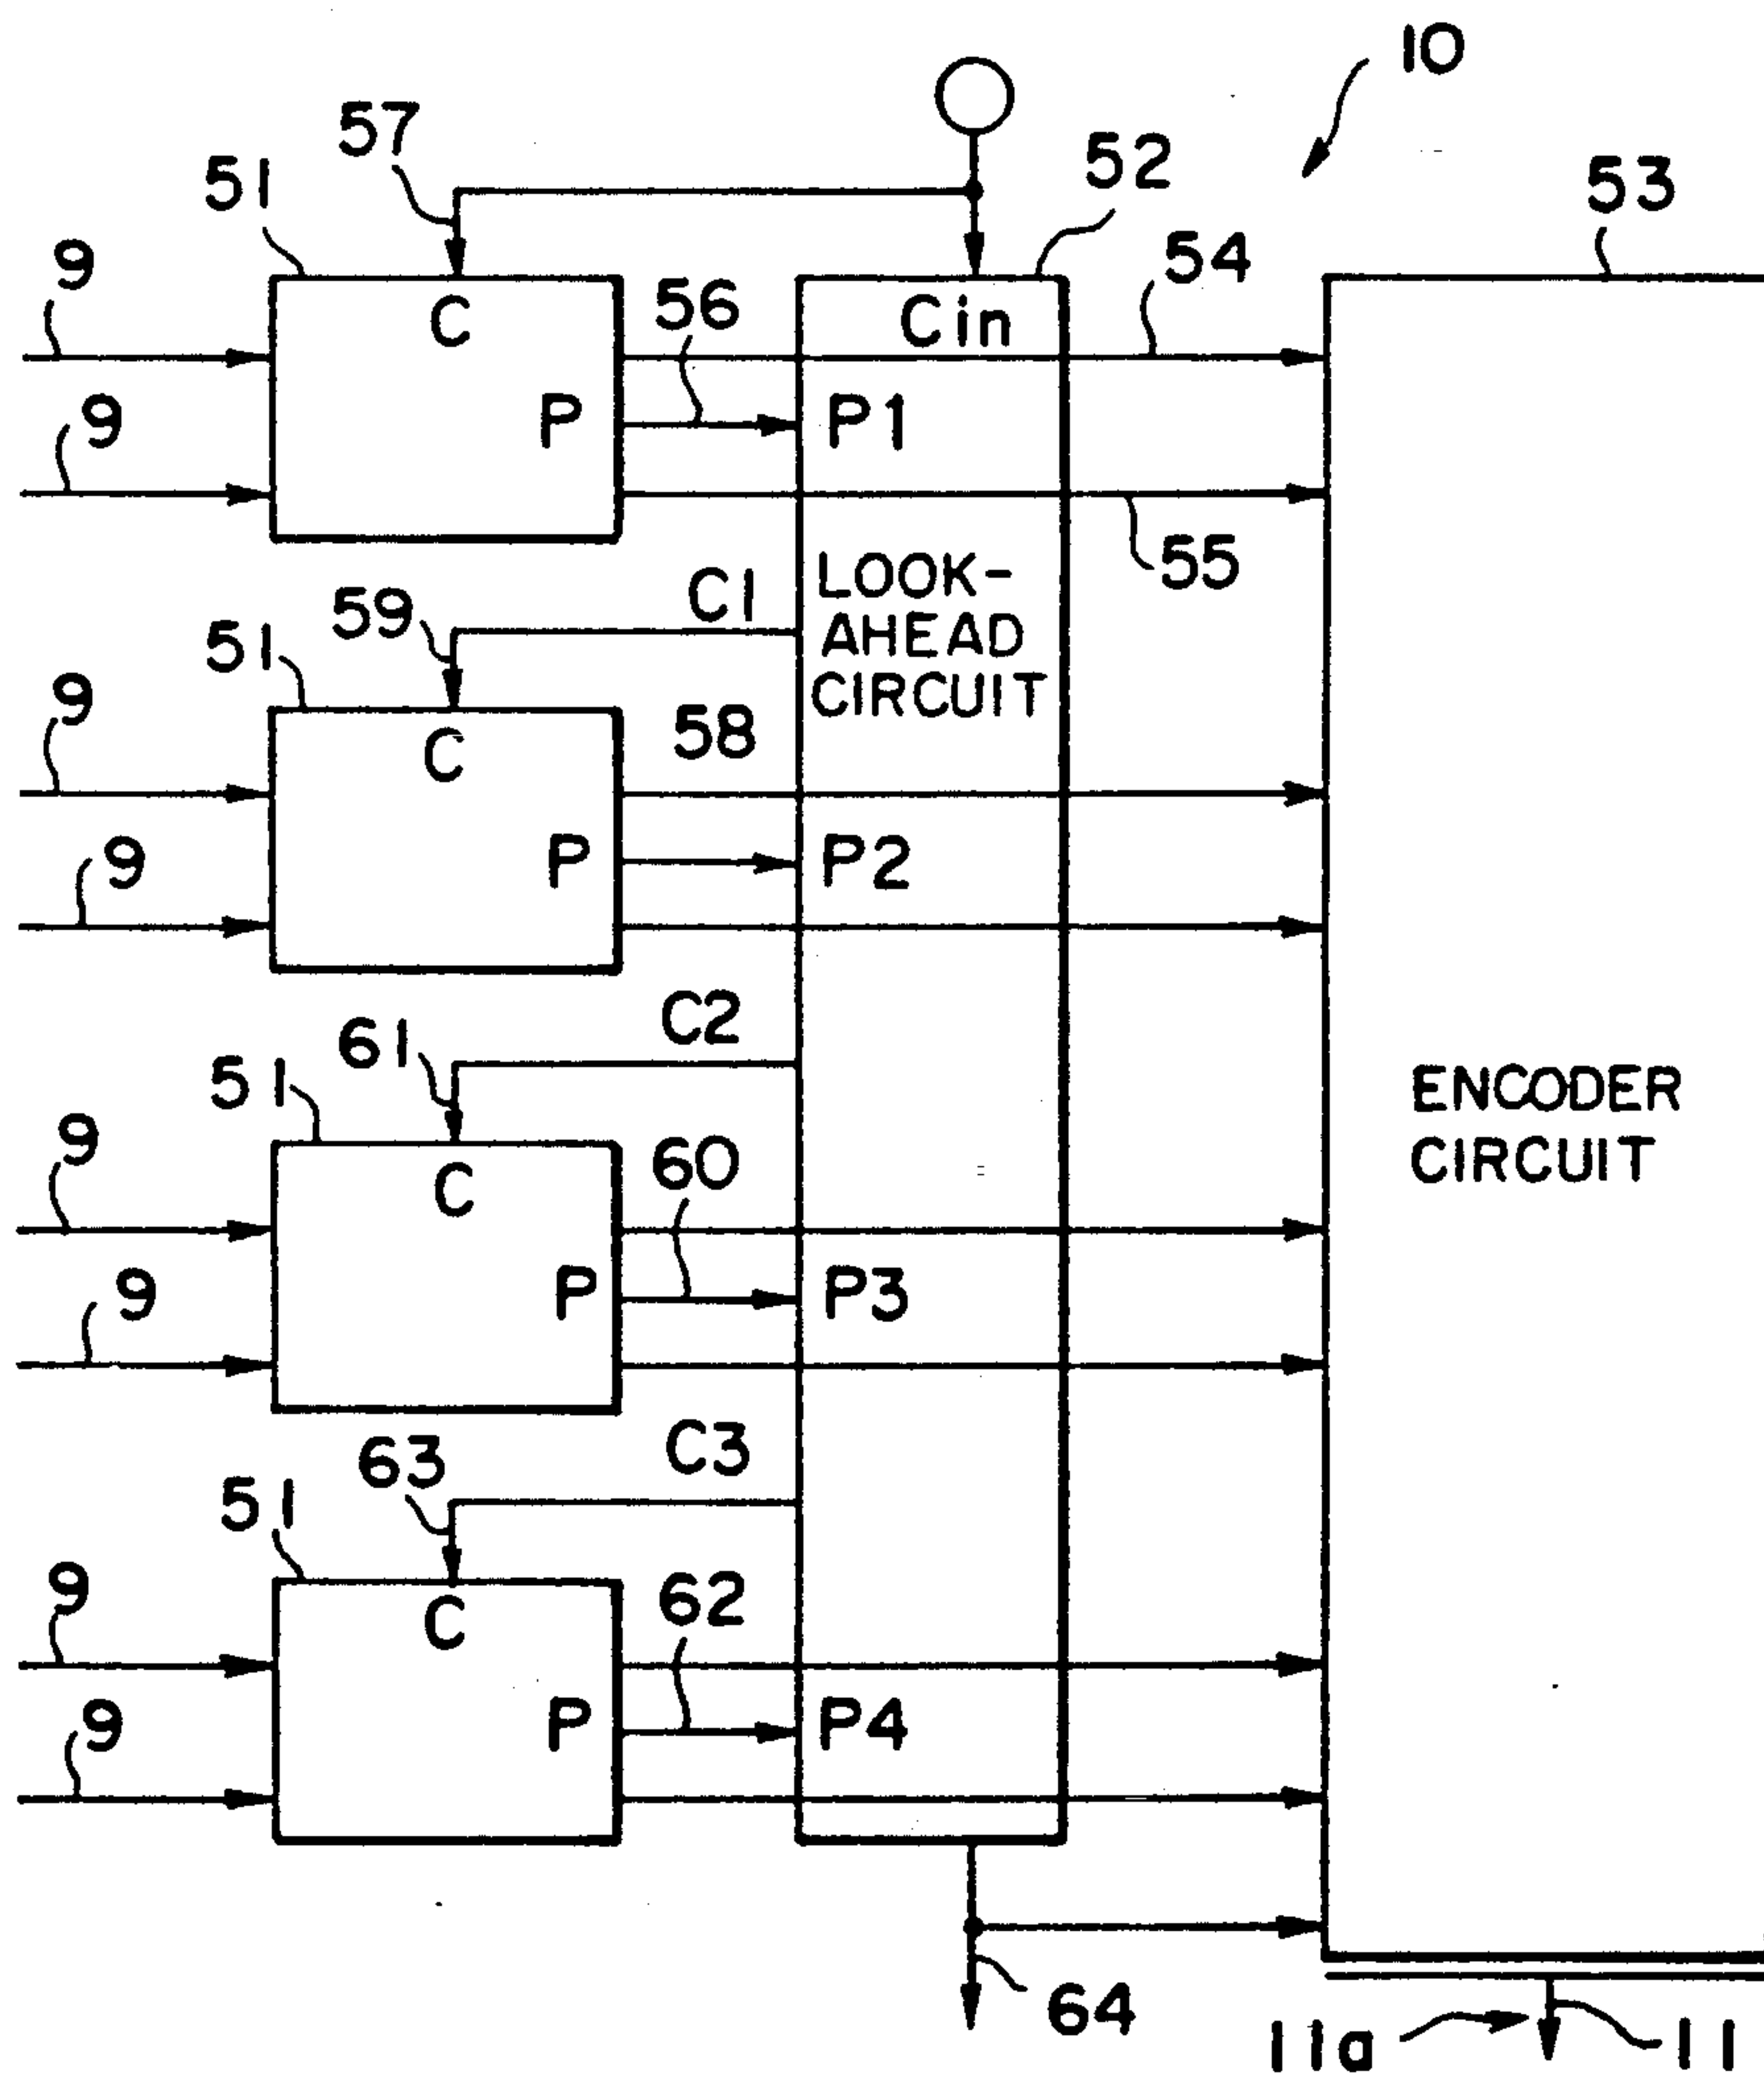 10
57
52
51
53
9
54
56
C
Cin
9
P
P1
55
C1
LOOK-
AHEAD
CIRCUIT
59
51
9
58
C
9
P
P2
C2
61
51
ENCODER
CIRCUIT
9
60
C
9
P
P3
C3
63
51
9
62
C
9
P
P4
64
11a
11